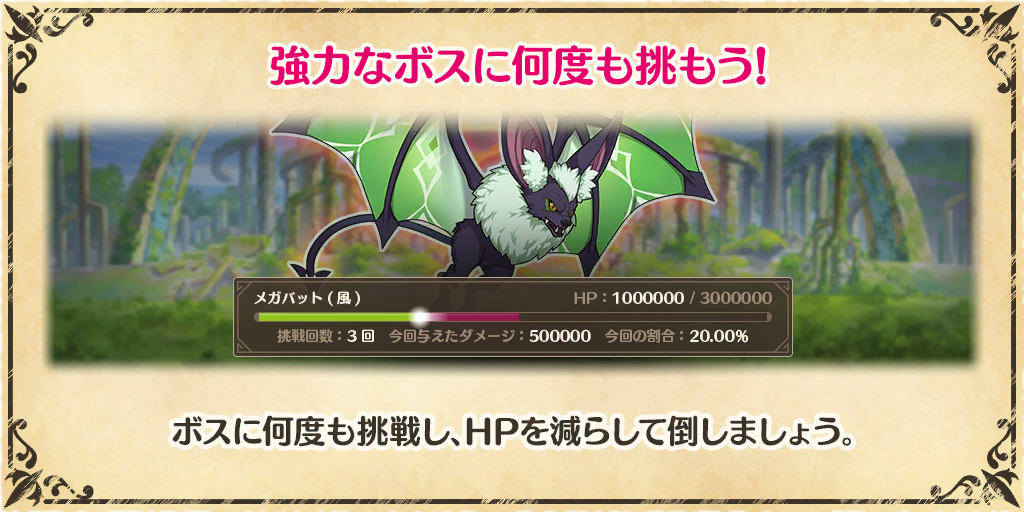 強力なボスに何度も挑もう!
メガバット(風) HP:1000000 / 3000000
挑戦回数:3回 今回与えたダメージ:500000 今回の割合:20.00%
ボスに何度も挑戦し、HPを減らして倒しましょう。